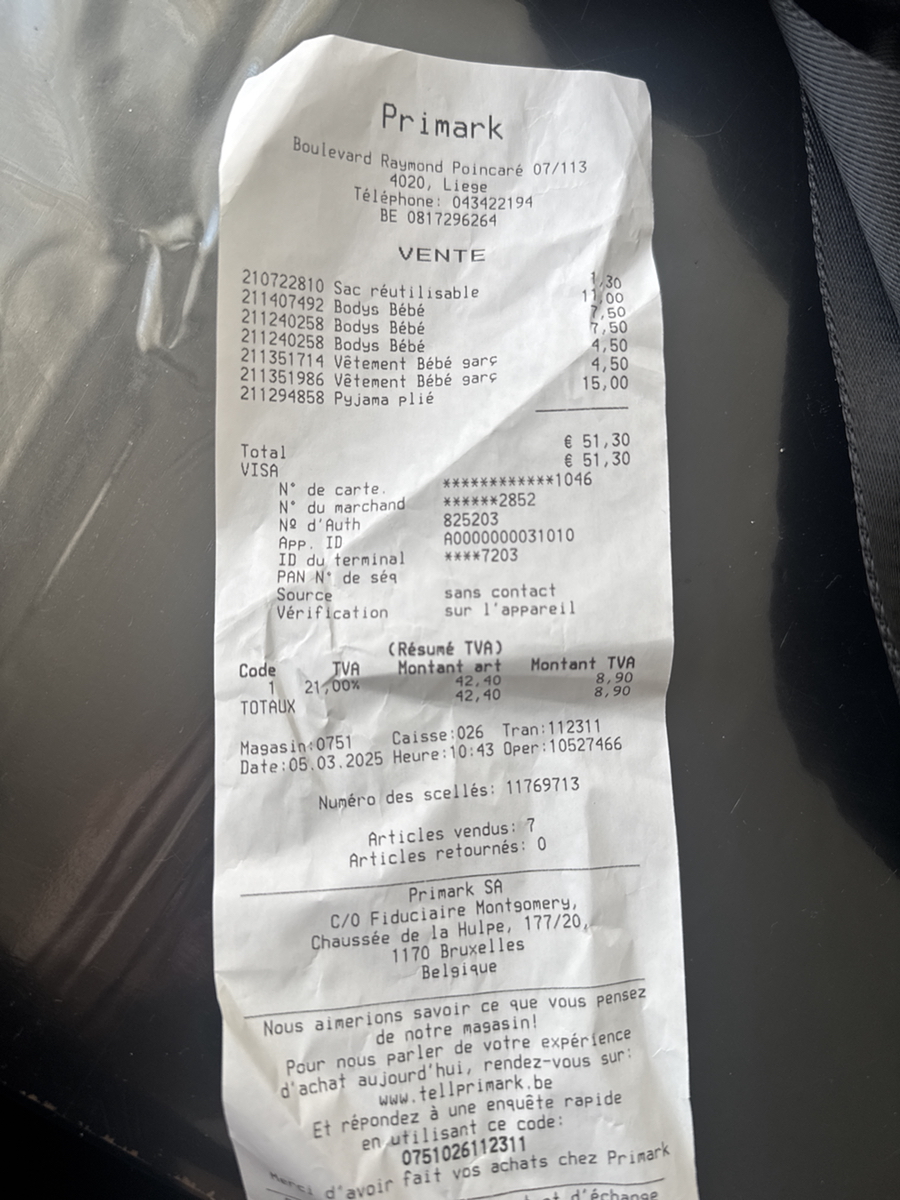 Primark
Boulevard Raymond Poincaré 07/113
4020, Liege
Téléphone: 043422194
BE 0817296264
VENTE
210722810 Sac réutilisable 1,30
211407492 Bodys Bébé 11,00
211240258 Bodys Bébé 7,50
211240258 Bodys Bébé 7,50
211351714 Vêtement Bébé garç 4,50
211351986 Vêtement Bébé garç 4,50
211294858 Pyjama plié 15,00
Total € 51,30
VISA € 51,30
N° de carte. ************1046
N° du marchand ******2852
Nº d'Auth 825203
App. ID A0000000031010
ID du terminal ****7203
PAN N° de séq
Source sans contact
Vérification sur l'appareil
(Résumé TVA)
Code TVA Montant art Montant TVA
1 21,00% 42,40 8,90
TOTAUX 42,40 8,90
Magasin:0751 Caisse:026 Tran:112311
Date:05.03.2025 Heure:10:43 Oper:10527466
Numéro des scellés: 11769713
Articles vendus: 7
Articles retournés: 0
Primark SA
C/O Fiduciaire Montgomery,
Chaussée de la Hulpe, 177/20,
1170 Bruxelles
Belgique
Nous aimerions savoir ce que vous pensez
de notre magasin!
Pour nous parler de votre expérience
d'achat aujourd'hui, rendez-vous sur:
www.tellprimark.be
Et répondez à une enquête rapide
en utilisant ce code:
0751026112311
Merci d'avoir fait vos achats chez Primark
d'échange